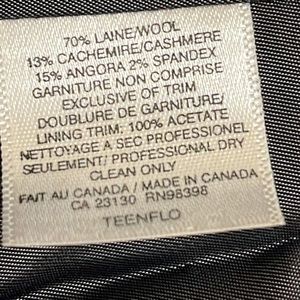 70% LAINE/WOOL
13% CACHEMIRE/CASHMERE
15% ANGORA 2% SPANDEX
GARNITURE NON COMPRISE
EXCLUSIVE OF TRIM
DOUBLURE DE GARNITURE/
LINING TRIM: 100% ACETATE
NETTOYAGE A SEC PROFESSIONEL
SEULEMENT/ PROFESSIONAL DRY
CLEAN ONLY
FAIT AU CANADA / MADE IN CANADA
CA 23130 RN98398
TEENFLO